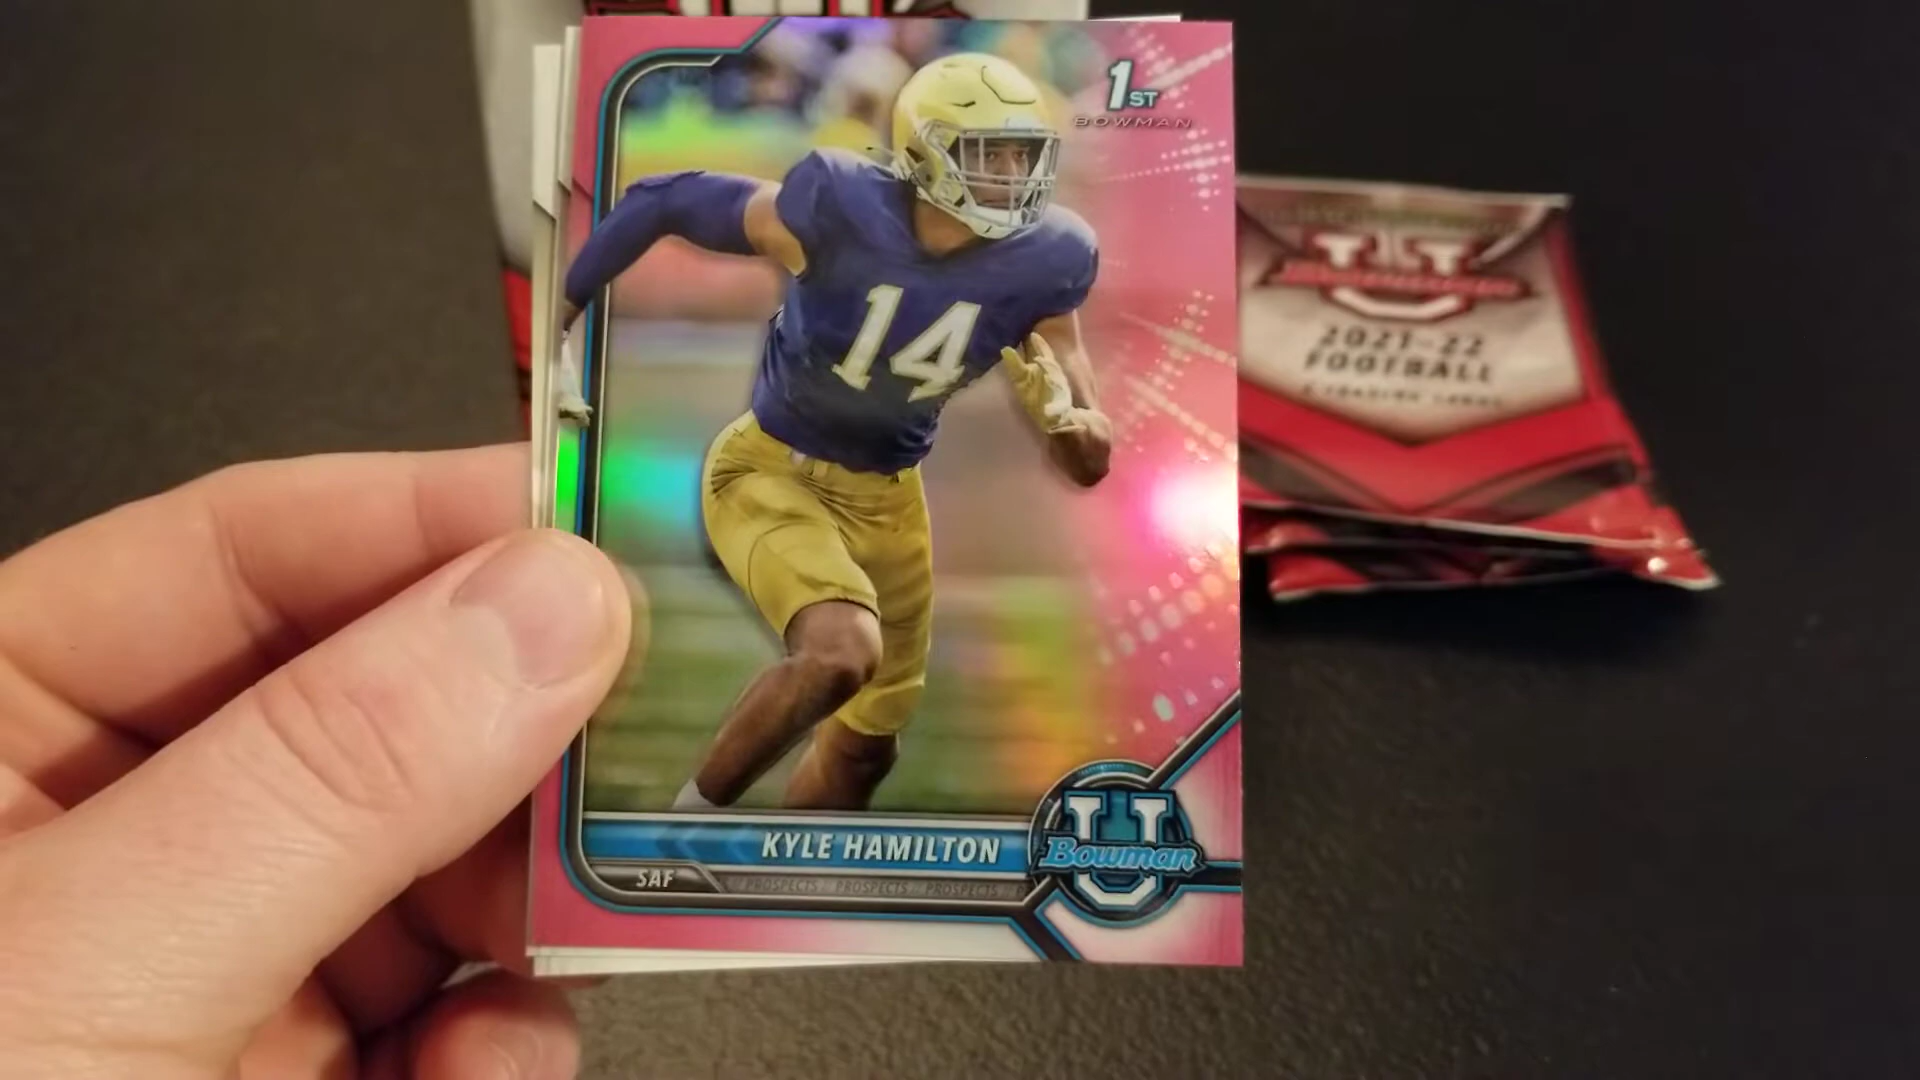 1ST
BOWMAN
14
KYLE HAMILTON
U
Bowman
SAF
PROSPECTS PROSPECTS PROSPECTS P
U
2021-22
FOOTBALL